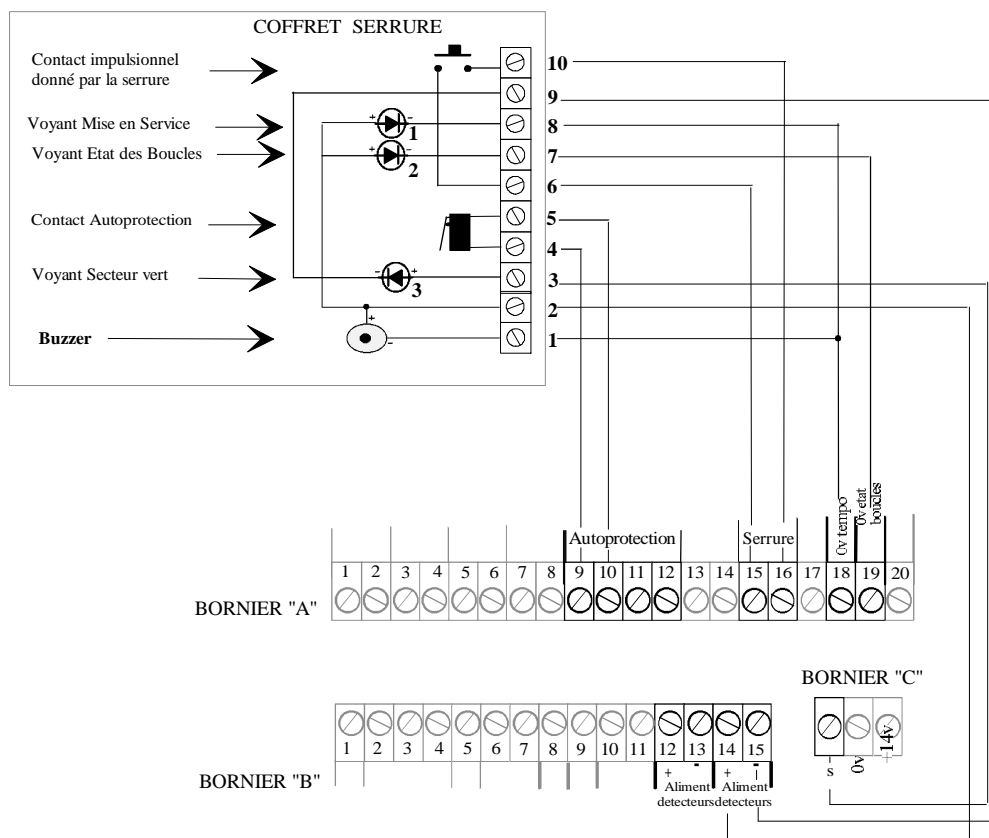 COFFRET SERRURE
Contact impulsionnel
donné par la serrure
10
9
Voyant Mise en Service
+ - 1
8
Voyant Etat des Boucles
+ - 2
7
6
Contact Autoprotection
5
4
Voyant Secteur vert
- + 3
3
2
Buzzer
+
-
1
0v tempo
0v etat
boucles
Autoprotection
Serrure
1 2 3 4 5 6 7 8 9 10 11 12 13 14 15 16 17 18 19 20
BORNIER "A"
BORNIER "C"
1 2 3 4 5 6 7 8 9 10 11 12 13 14 15
s 0v +14v
BORNIER "B"
+ - + -
Aliment Aliment
detecteurs detecteurs